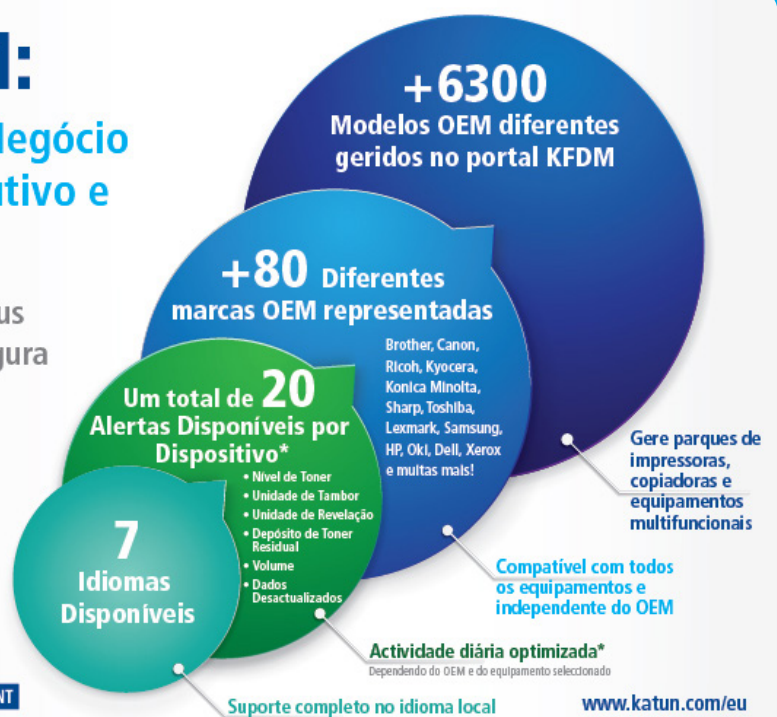 +6300
Modelos OEM diferentes
geridos no portal KFDM
+80 Diferentes
marcas OEM representadas
Brother, Canon,
Ricoh, Kyocera,
Konica Minolta,
Sharp, Toshiba,
Lexmark, Samsung,
HP, Oki, Dell, Xerox
e muitas mais!
Um total de 20
Alertas Disponíveis por
Dispositivo*
• Nível de Toner
• Unidade de Tambor
• Unidade de Revelação
• Depósito de Toner
Residual
• Volume
• Dados
Desactualizados
7
Idiomas
Disponíveis
Gere parques de
impressoras,
copiadoras e
equipamentos
multifuncionais
Compatível com todos
os equipamentos e
independente do OEM
Actividade diária optimizada*
Dependendo do OEM e do equipamento seleccionado
Suporte completo no idioma local
www.katun.com/eu